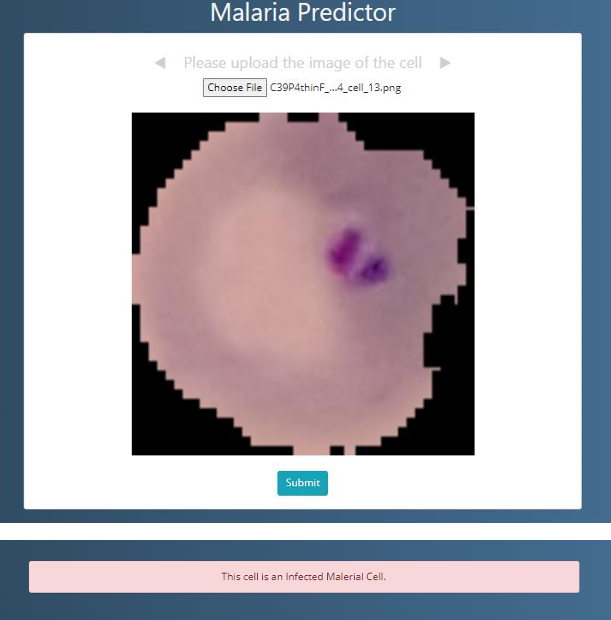 Malaria Predictor
Please upload the image of the cell
Choose File C39P4thinF_...4_cell_13.png
Submit
This cell is an Infected Malerial Cell.